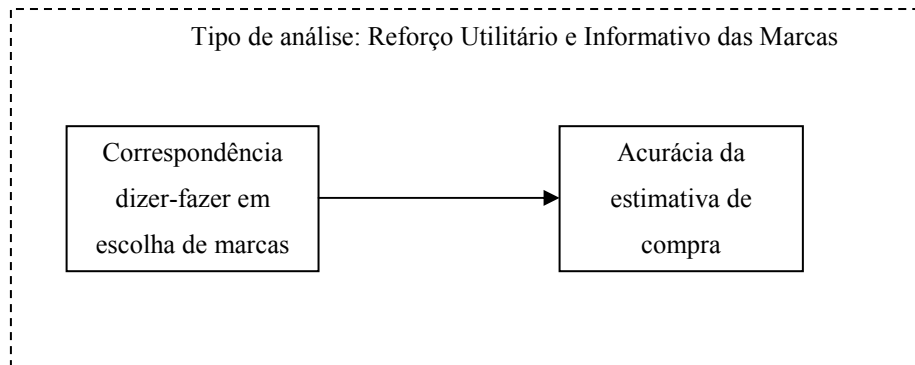 Tipo de análise: Reforço Utilitário e Informativo das Marcas
Correspondência
dizer-fazer em
escolha de marcas
Acurácia da
estimativa de
compra